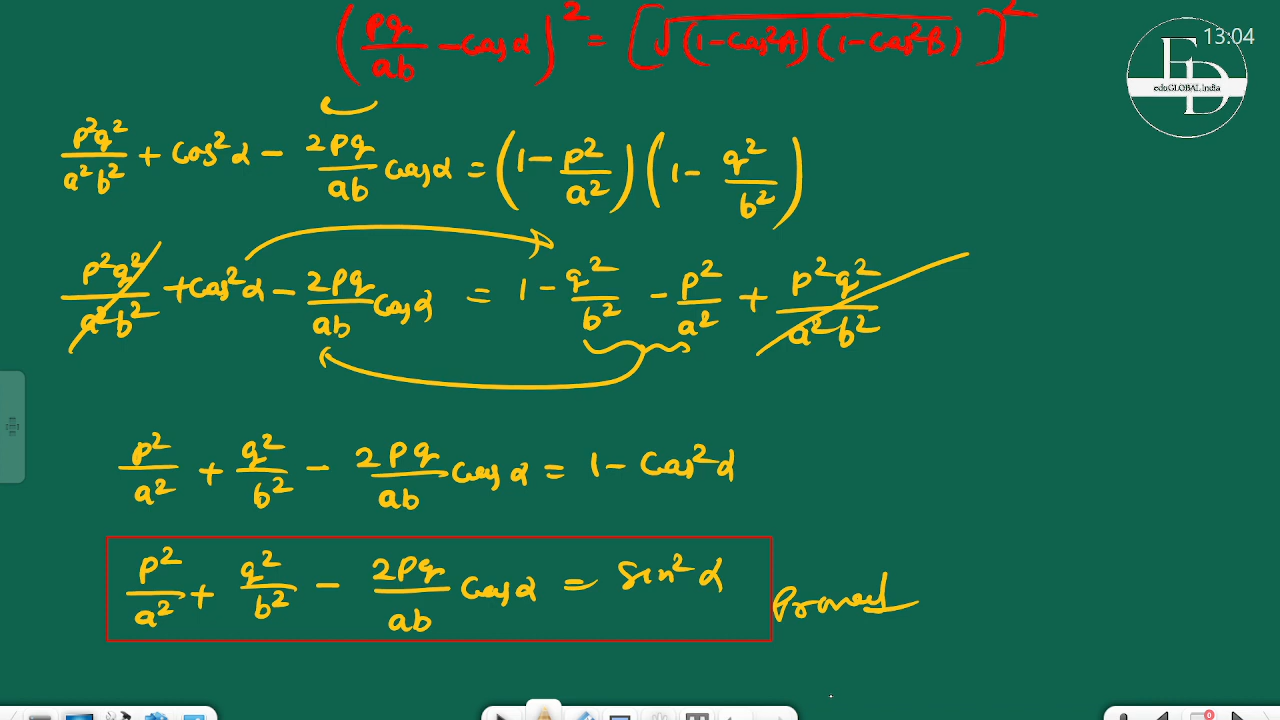 (pq/ab - cos α)² = [√(1-cos²A)(1-cos²B)]²
13:04
ED
eduGLOBAL.India
p²q²/a²b² + cos²α - 2pq/ab cos α = (1 - p²/a²)(1 - q²/b²)
p²q²/a²b² + cos²α - 2pq/ab cos α = 1 - q²/b² - p²/a² + p²q²/a²b²
p²/a² + q²/b² - 2pq/ab cos α = 1 - cos²α
p²/a² + q²/b² - 2pq/ab cos α = sin²α
Proved